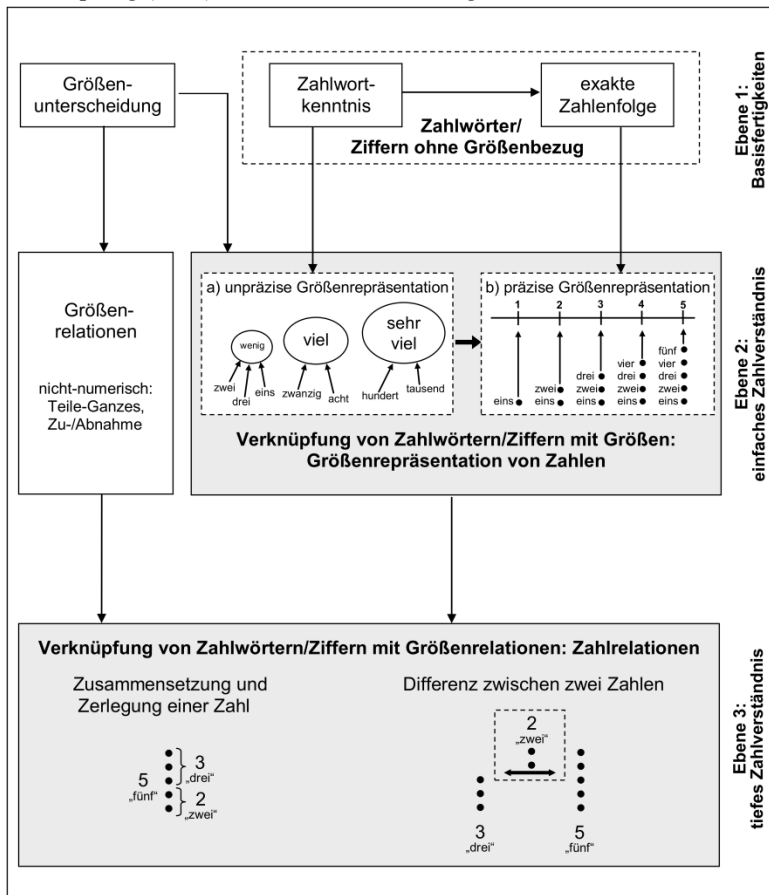 Größen-
unterscheidung
Zahlwort-
kenntnis
exakte
Zahlenfolge
Zahlwörter/
Ziffern ohne Größenbezug
Ebene 1:
Basisfertigkeiten
Größen-
relationen
nicht-numerisch:
Teile-Ganzes,
Zu-/Abnahme
a) unpräzise Größenrepräsentation
wenig
viel
sehr
viel
zwei
drei
eins
zwanzig
acht
hundert
tausend
b) präzise Größenrepräsentation
1 2 3 4 5
fünf
vier vier
drei drei drei
zwei zwei zwei zwei
eins eins eins eins eins
Verknüpfung von Zahlwörtern/Ziffern mit Größen:
Größenrepräsentation von Zahlen
Ebene 2:
einfaches Zahlverständnis
Verknüpfung von Zahlwörtern/Ziffern mit Größenrelationen: Zahlrelationen
Zusammensetzung und
Zerlegung einer Zahl
5
„fünf“
3
„drei“
2
„zwei“
Differenz zwischen zwei Zahlen
2
„zwei“
3
„drei“
5
„fünf“
Ebene 3:
tiefes Zahlverständnis